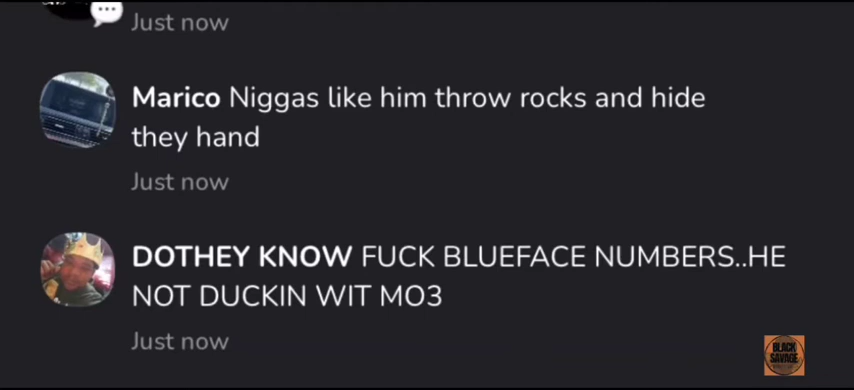 Just now
Marico Niggas like him throw rocks and hide
they hand
Just now
DOTHEY KNOW FUCK BLUEFACE NUMBERS..HE
NOT DUCKIN WIT MO3
Just now
BLACK
SAVAGE